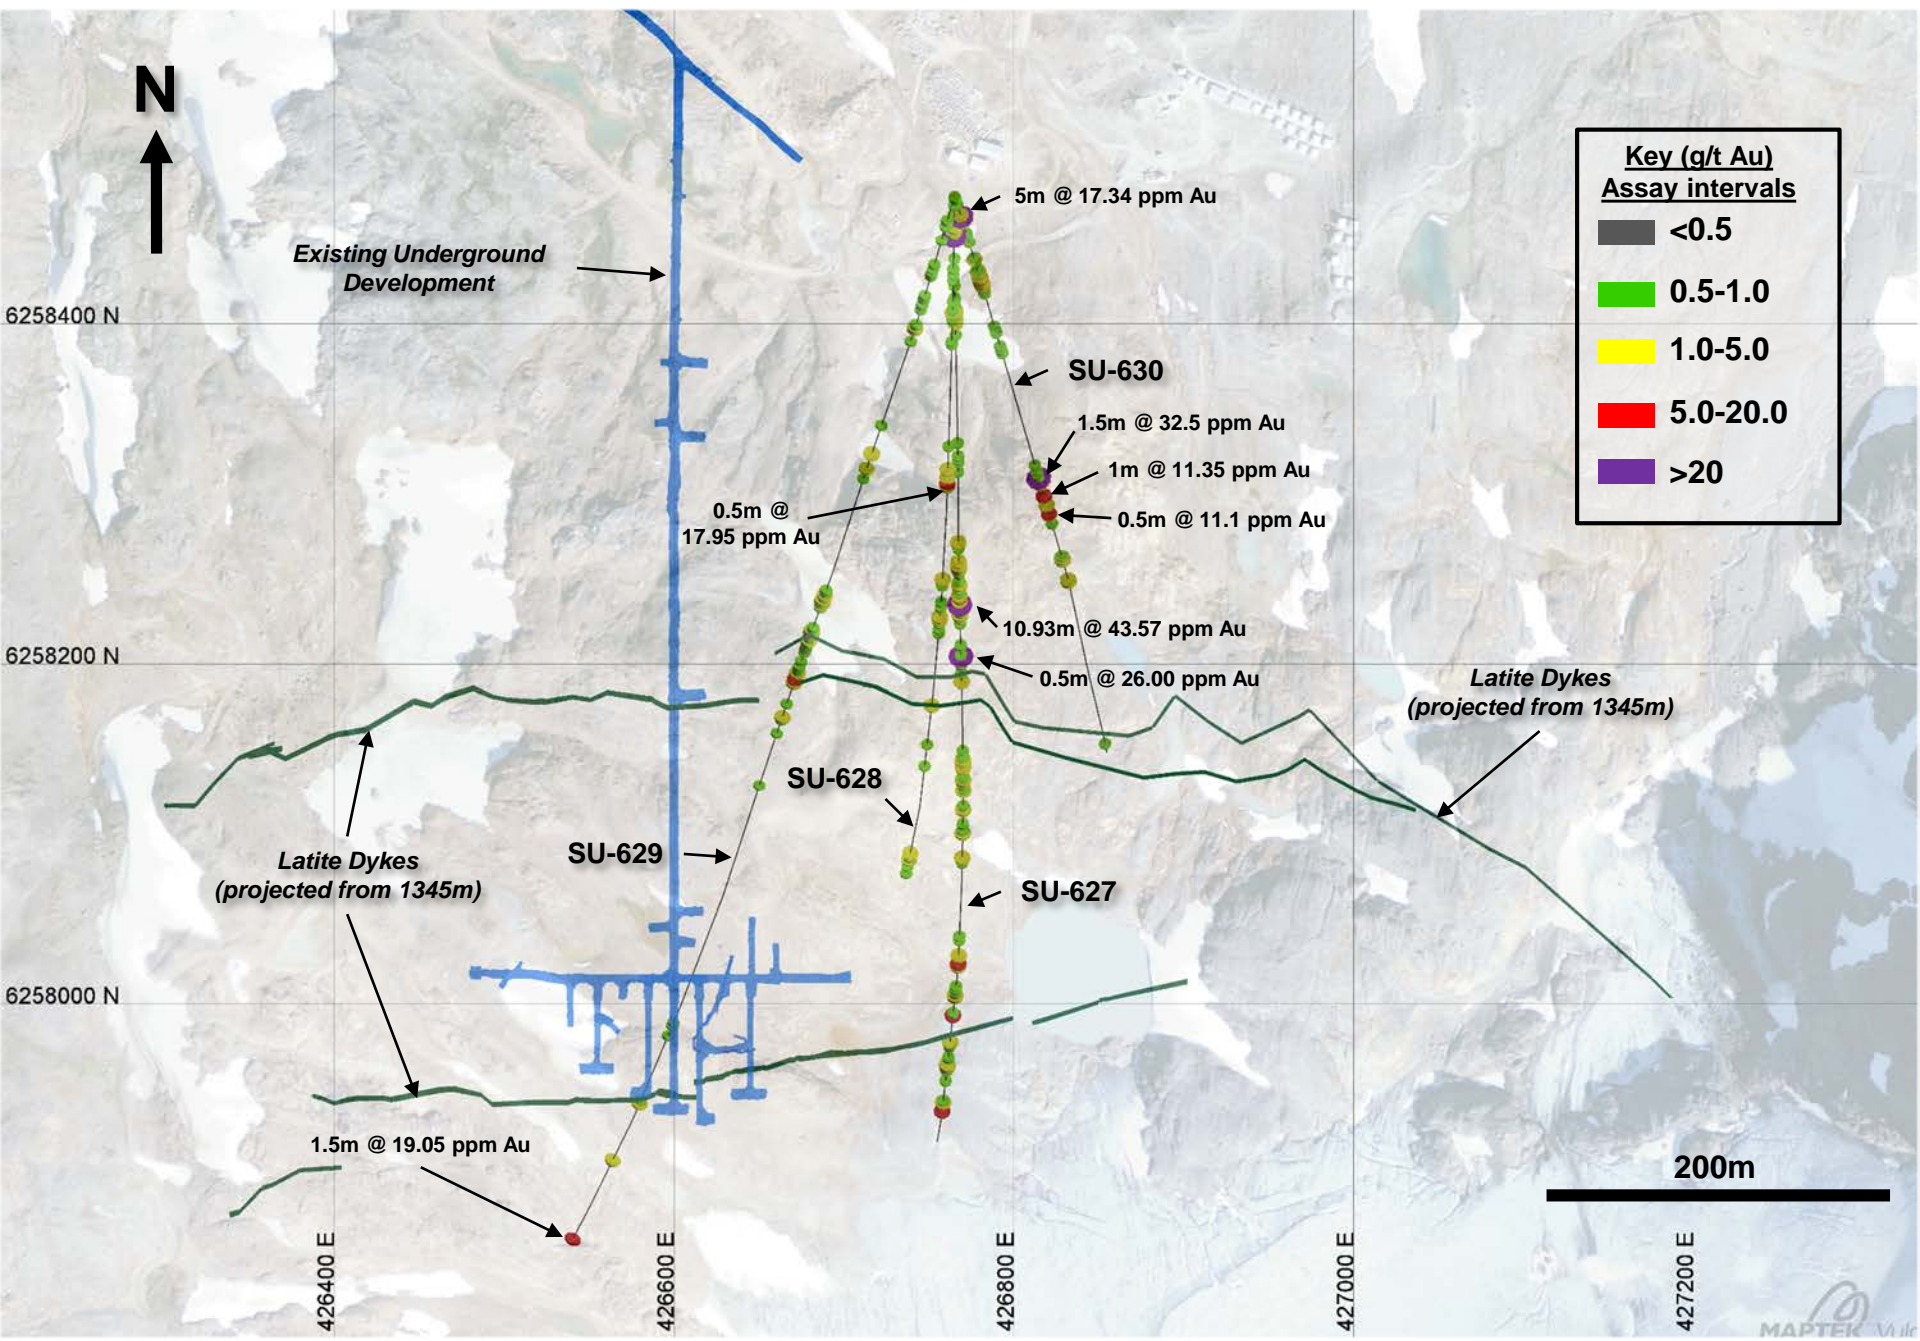 N
Key (g/t Au)
Assay intervals
<0.5
0.5-1.0
1.0-5.0
5.0-20.0
>20
5m @ 17.34 ppm Au
Existing Underground
Development
6258400 N
SU-630
1.5m @ 32.5 ppm Au
1m @ 11.35 ppm Au
0.5m @
17.95 ppm Au
0.5m @ 11.1 ppm Au
10.93m @ 43.57 ppm Au
6258200 N
0.5m @ 26.00 ppm Au
Latite Dykes
(projected from 1345m)
SU-628
SU-629
Latite Dykes
(projected from 1345m)
SU-627
6258000 N
1.5m @ 19.05 ppm Au
200m
426400 E
426600 E
426800 E
427000 E
427200 E
MAPTEK